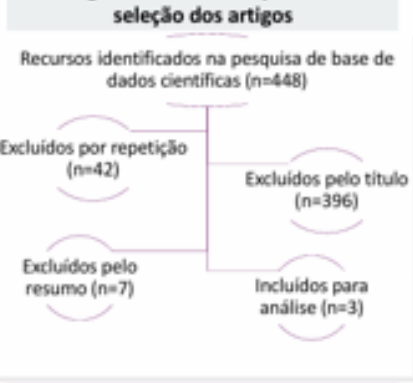 seleção dos artigos
Recursos identificados na pesquisa de base de
dados científicas (n=448)
Excluídos por repetição
(n=42)
Excluídos pelo título
(n=396)
Excluídos pelo
resumo (n=7)
Incluídos para
análise (n=3)